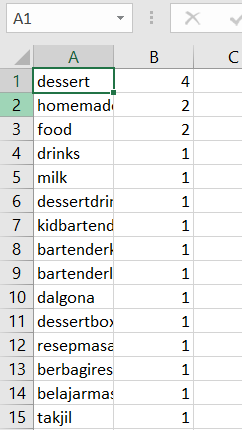 A1
A B C
1 dessert 4
2 homemad 2
3 food 2
4 drinks 1
5 milk 1
6 dessertdrin 1
7 kidbartend 1
8 bartenderk 1
9 bartenderl 1
10 dalgona 1
11 dessertbox 1
12 resepmasa 1
13 berbagires 1
14 belajarmas 1
15 takjil 1